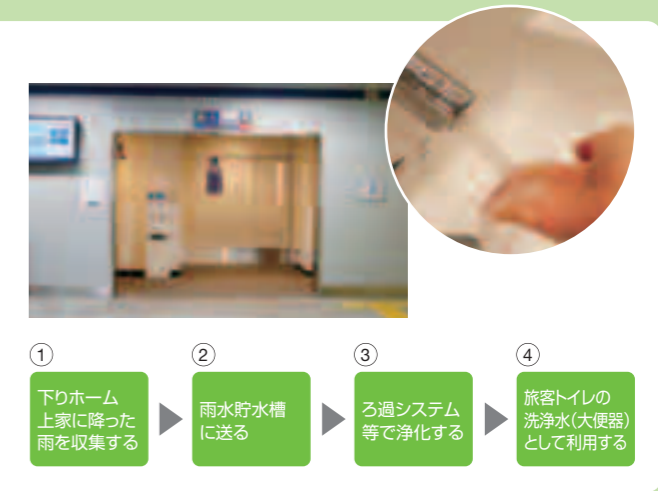 ①
下りホーム
上家に降った
雨を収集する
②
雨水貯水槽
に送る
③
ろ過システム
等で浄化する
④
旅客トイレの
洗浄水(大便器)
として利用する